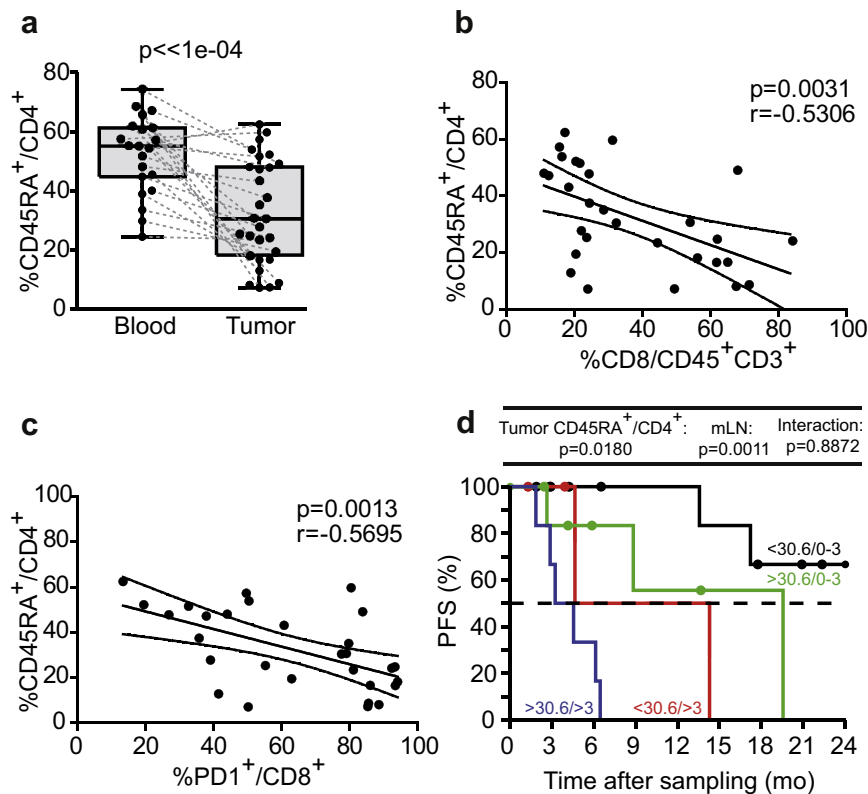 a
p<<1e-04
%CD45RA+/CD4+
80
60
40
20
0
Blood
Tumor
b
p=0.0031
r=-0.5306
%CD45RA+/CD4+
80
60
40
20
0
0 20 40 60 80 100
%CD8/CD45+CD3+
c
p=0.0013
r=-0.5695
%CD45RA+/CD4+
100
80
60
40
20
0
0 20 40 60 80 100
%PD1+/CD8+
d
Tumor CD45RA+/CD4+: mLN: Interaction:
p=0.0180 p=0.0011 p=0.8872
PFS (%)
100
80
60
40
20
0
<30.6/0-3
>30.6/0-3
>30.6/>3
<30.6/>3
0 3 6 9 12 15 18 21 24
Time after sampling (mo)